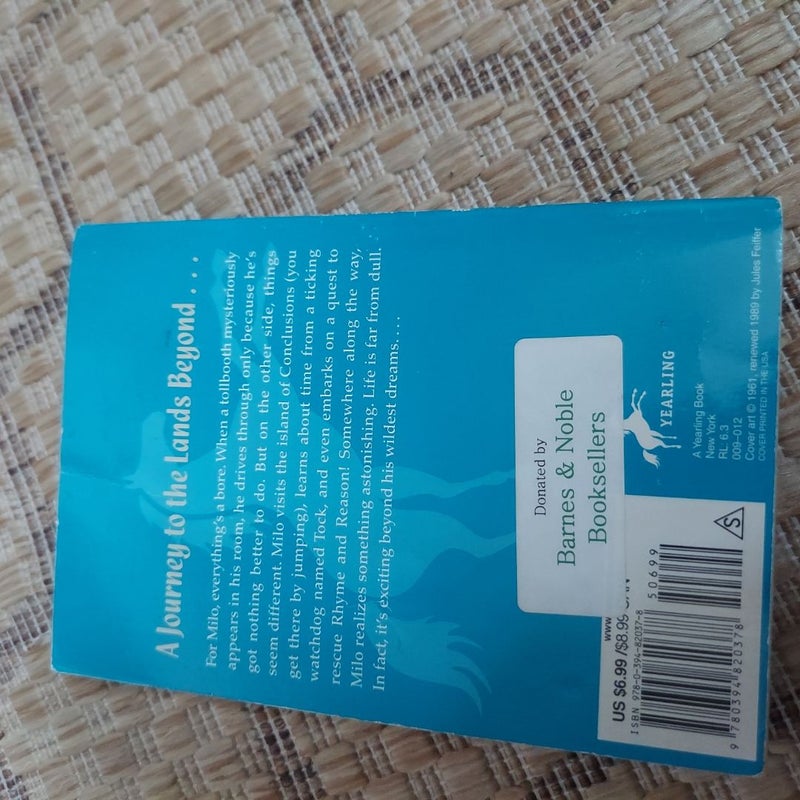 A Journey to the Lands Beyond . . . .
For Milo, everything's a bore. When a tollbooth mysteriously
appears in his room, he drives through only because he's
got nothing better to do. But on the other side, things
seem different. Milo visits the island of Conclusions (you
get there by jumping), learns about time from a ticking
watchdog named Tock, and even embarks on a quest to
rescue Rhyme and Reason! Somewhere along the way,
Milo realizes something astonishing. Life is far from dull.
In fact, it's exciting beyond his wildest dreams....
Donated by
Barnes & Noble
Booksellers
www
US $6.99/$8.99 CAN
ISBN 978-0-394-82037-8
50699
9 780394 820378
S
YEARLING
A Yearling Book
New York
RL: 6.3
009-012
Cover art © 1961, renewed 1989 by Jules Feiffer
COVER PRINTED IN THE USA